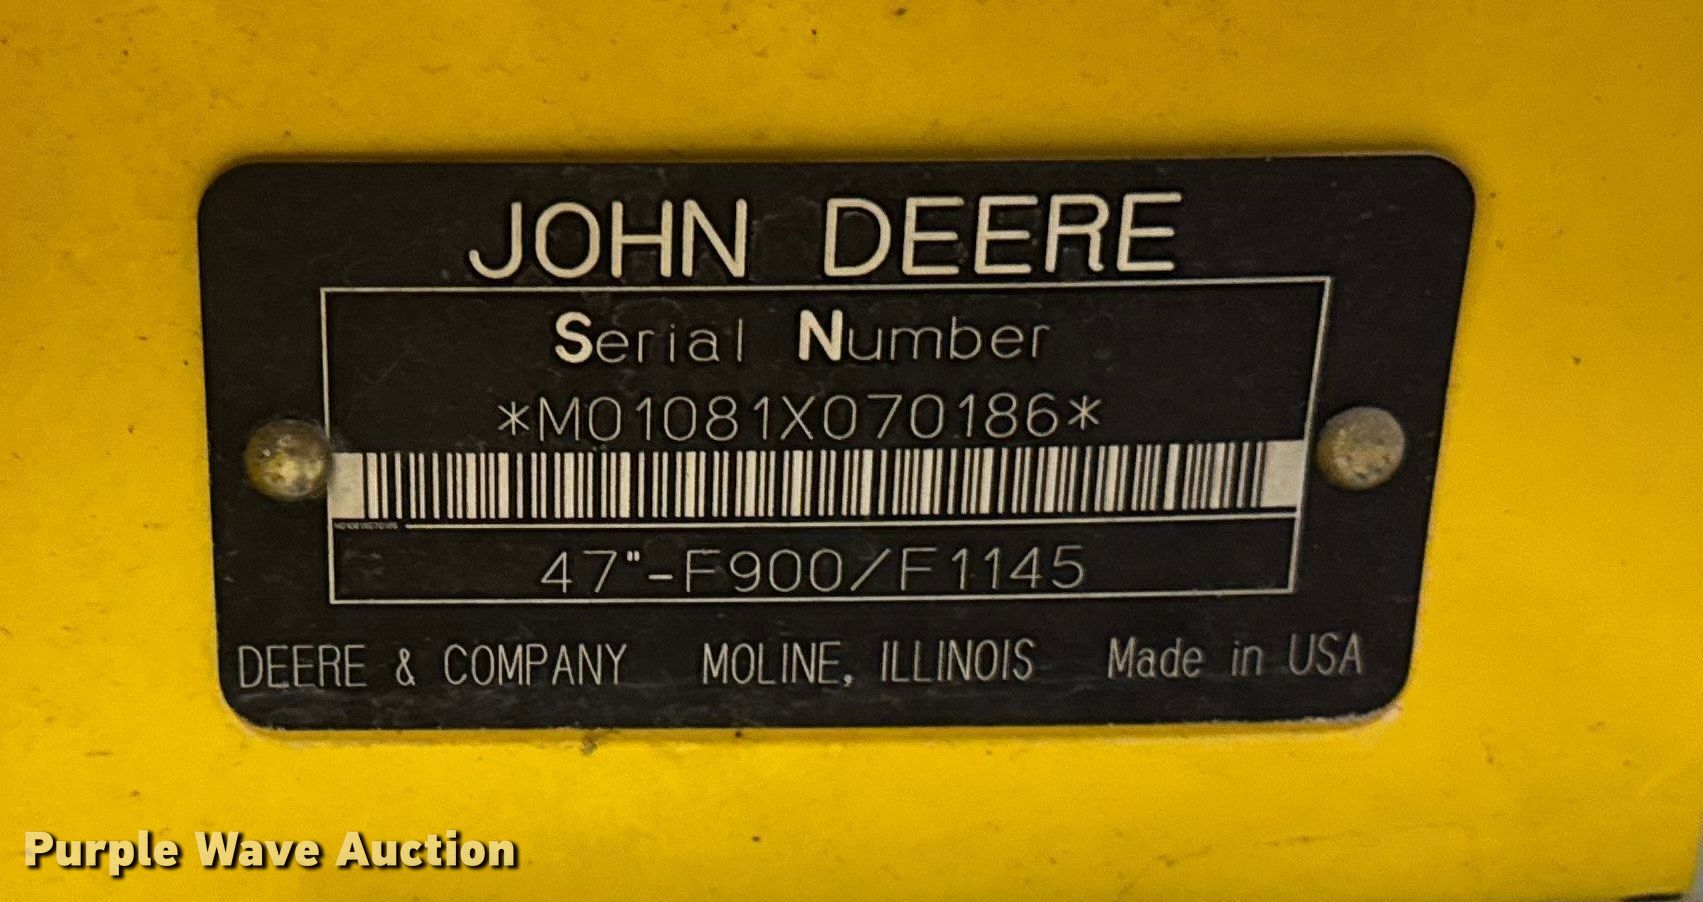 JOHN DEERE
Serial Number
*M01081X070186*
47"-F900/F1145
DEERE & COMPANY MOLINE, ILLINOIS Made in USA
Purple Wave Auction